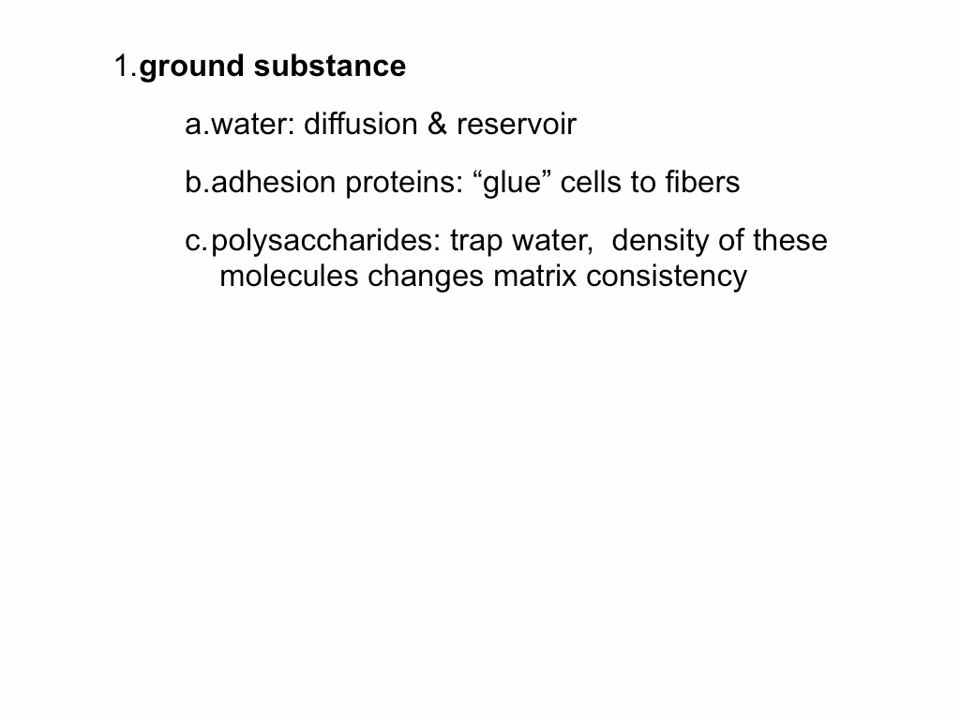 1.ground substance
a.water: diffusion & reservoir
b.adhesion proteins: “glue” cells to fibers
c.polysaccharides: trap water,  density of these
molecules changes matrix consistency